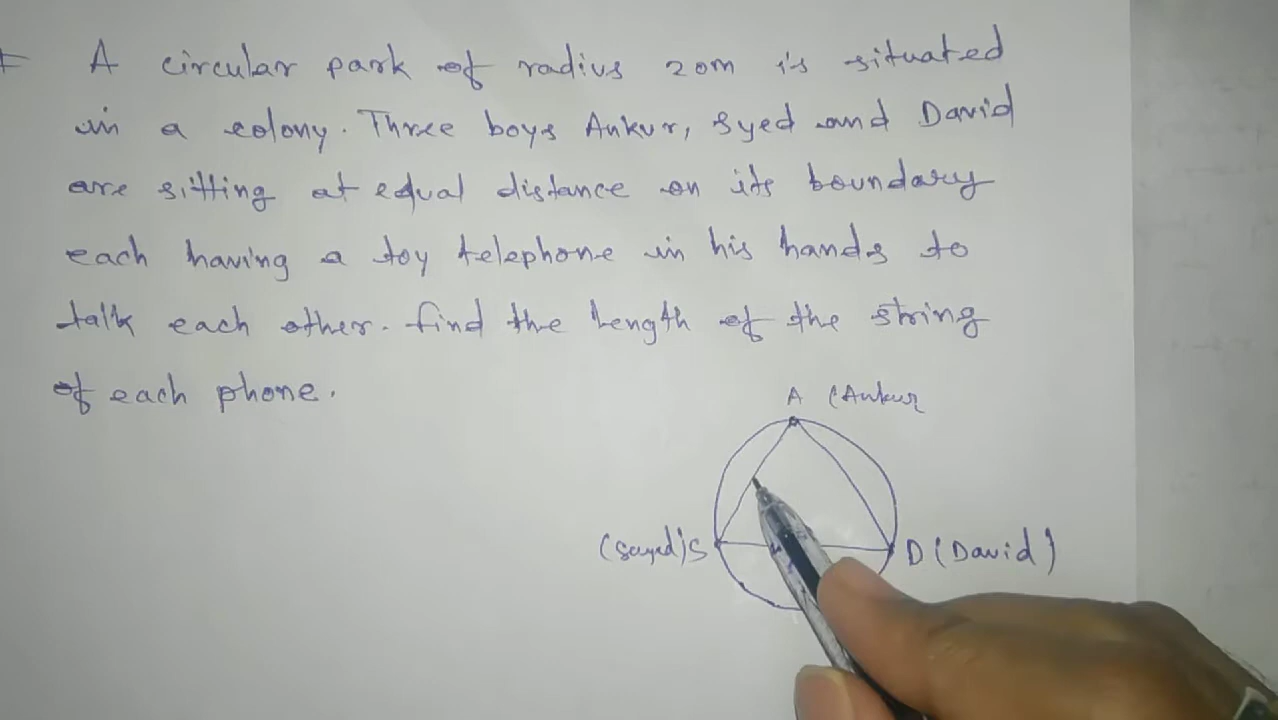 A circular park of radius 20m is situated
in a colony. Three boys Ankur, Syed and David
are sitting at equal distance on its boundary
each having a toy telephone in his hands to
talk each other. find the length of the string
of each phone.
A (Ankur
(Sayed) S D (David)